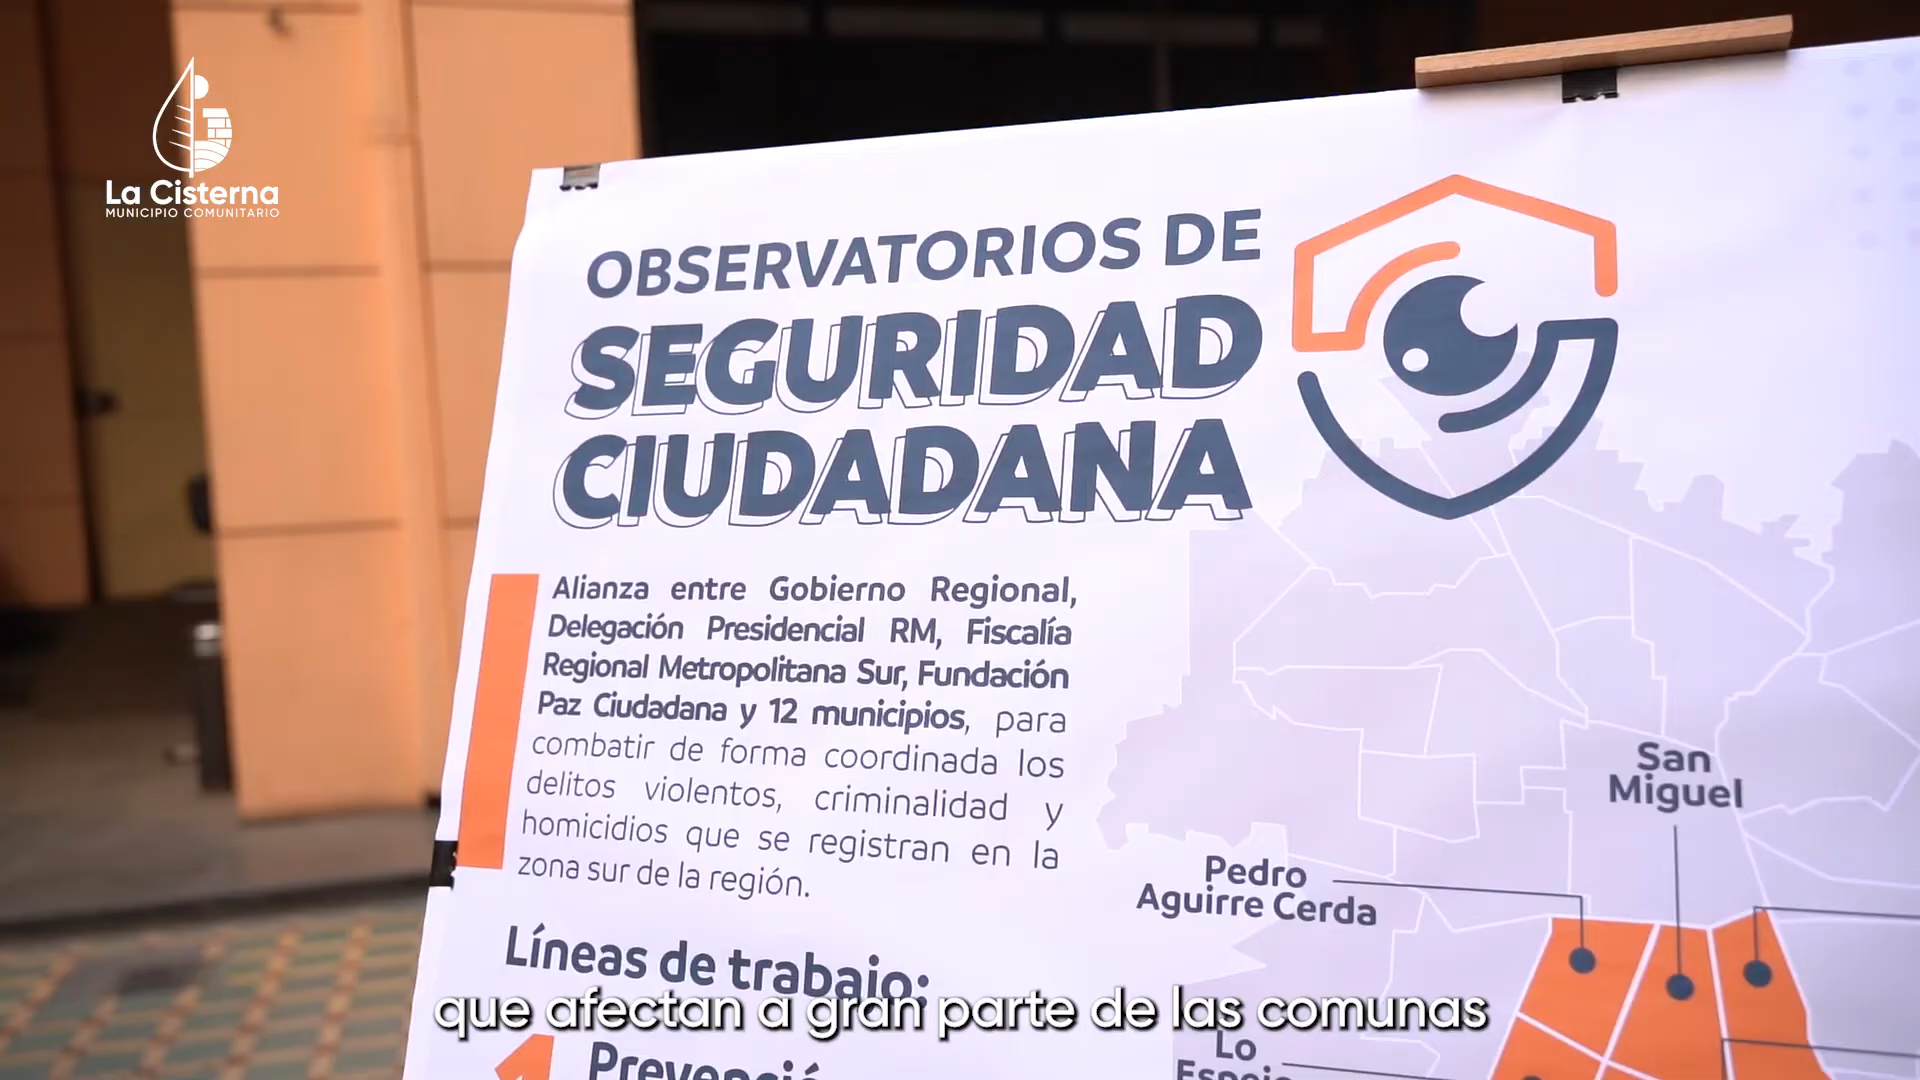 La Cisterna
MUNICIPIO COMUNITARIO
OBSERVATORIOS DE
SEGURIDAD
CIUDADANA
Alianza entre Gobierno Regional,
Delegación Presidencial RM, Fiscalía
Regional Metropolitana Sur, Fundación
Paz Ciudadana y 12 municipios, para
combatir de forma coordinada los
delitos violentos, criminalidad y
homicidios que se registran en la
zona sur de la región.
San
Miguel
Pedro
Aguirre Cerda
Líneas de trabajo:
que afectan a gran parte de las comunas
Lo